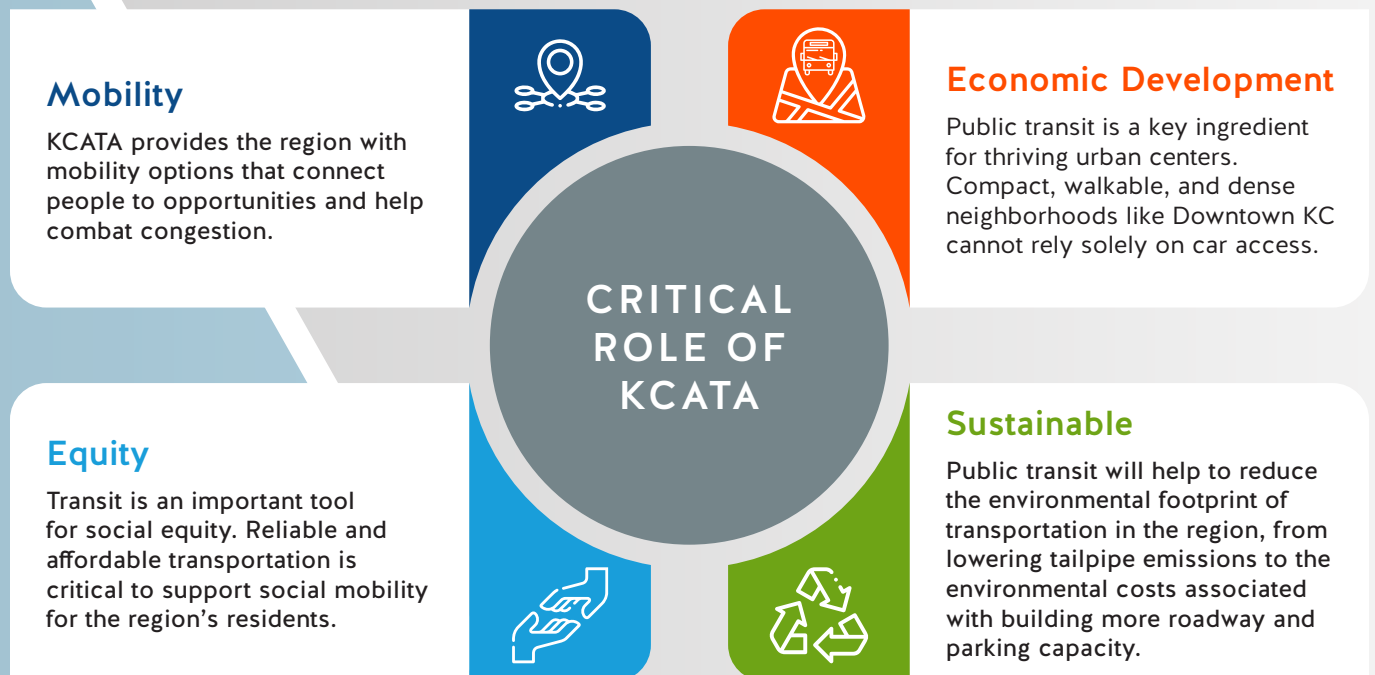 Mobility
KCATA provides the region with
mobility options that connect
people to opportunities and help
combat congestion.
Economic Development
Public transit is a key ingredient
for thriving urban centers.
Compact, walkable, and dense
neighborhoods like Downtown KC
cannot rely solely on car access.
CRITICAL
ROLE OF
KCATA
Equity
Transit is an important tool
for social equity. Reliable and
affordable transportation is
critical to support social mobility
for the region’s residents.
Sustainable
Public transit will help to reduce
the environmental footprint of
transportation in the region, from
lowering tailpipe emissions to the
environmental costs associated
with building more roadway and
parking capacity.